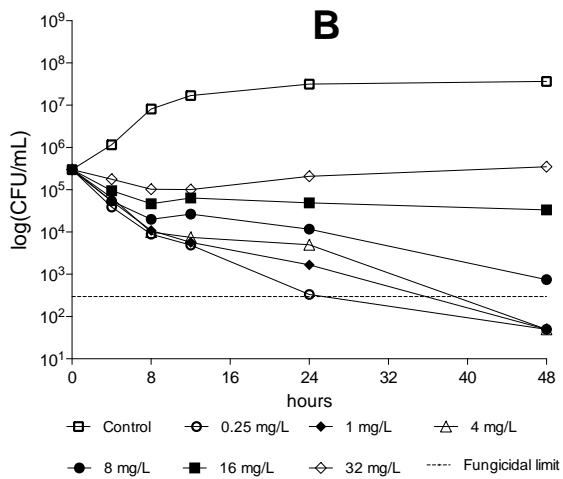 B
10⁹
10⁸
10⁷
10⁶
10⁵
10⁴
10³
10²
10¹
log(CFU/mL)
0 8 16 24 32 40 48
hours
Control 0.25 mg/L 1 mg/L 4 mg/L
8 mg/L 16 mg/L 32 mg/L Fungicidal limit